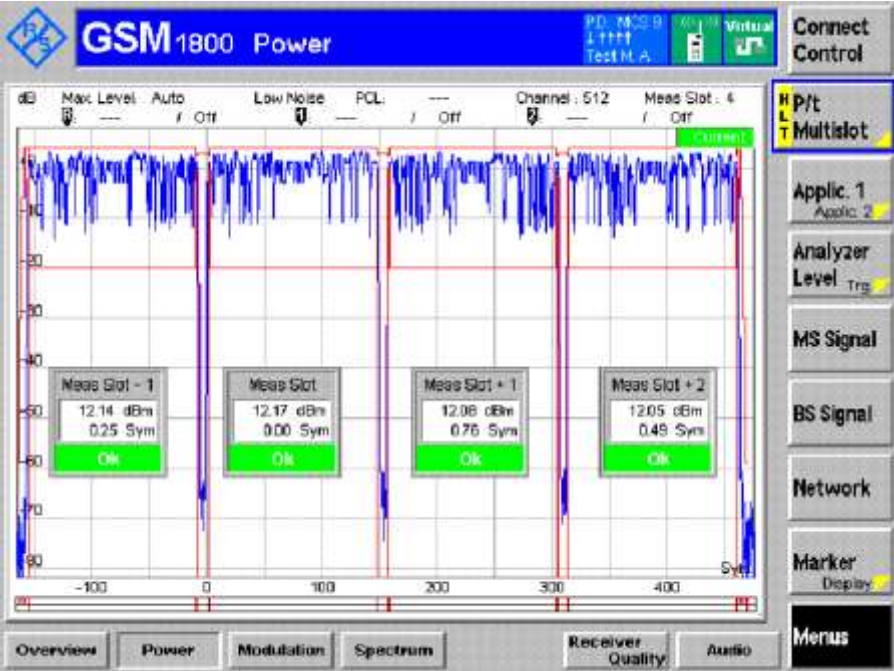 GSM 1800 Power
P.D. MCS 9
Test M. A
Virtual
Connect
Control
dB Max. Level Auto Low Noise PCL: --- Channel : 512 Meas Slot : 4
R --- / Off 1 --- / Off 2 --- / Off
Current
-10
-20
-30
-40
-50
-60
-70
-80
Meas Slot - 1
12.14 dBm
0.25 Sym
Ok
Meas Slot
12.17 dBm
0.00 Sym
Ok
Meas Slot + 1
12.08 dBm
0.76 Sym
Ok
Meas Slot + 2
12.05 dBm
0.49 Sym
Ok
Sym
-100 0 100 200 300 400
HLT
P/t
Multislot
Applic. 1
Applic. 2
Analyzer
Level Trg
MS Signal
BS Signal
Network
Marker
Display
Menus
Overview Power Modulation Spectrum Receiver Quality Audio